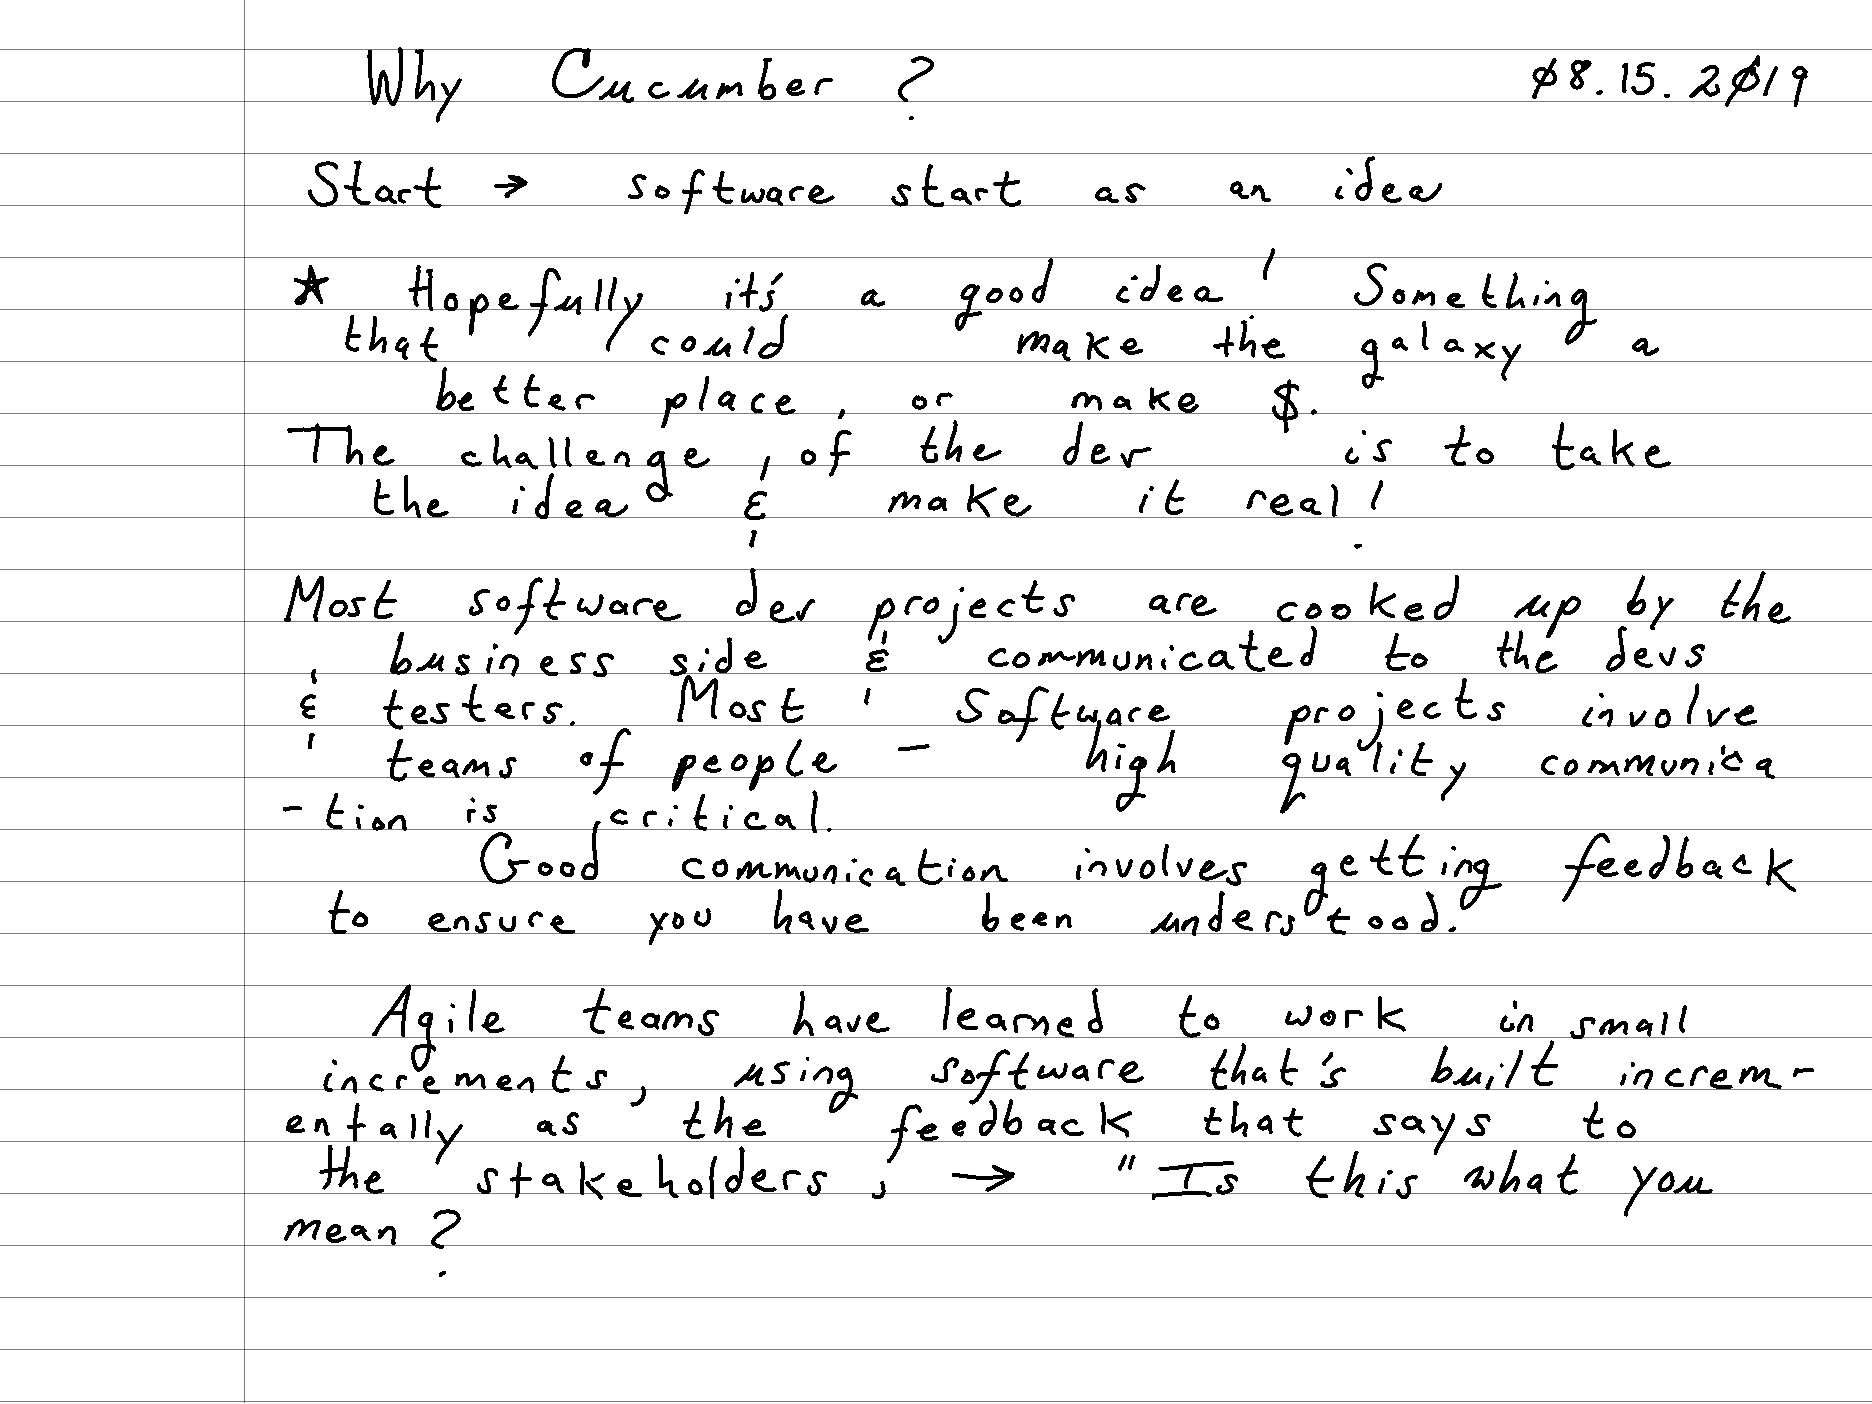 Why Cucumber ? 08.15.2019
Start → software start as an idea
★ Hopefully it's a good idea! Something
that could make the galaxy a
better place, or make $.
The challenge of the dev is to take
the idea & make it real!
Most software dev projects are cooked up by the
business side & communicated to the devs
& testers. Most Software projects involve
teams of people – high quality communica
-tion is critical.
Good communication involves getting feedback
to ensure you have been understood.
Agile teams have learned to work in small
increments, using software that's built increm-
entally as the feedback that says to
the stakeholders, → "Is this what you
mean?